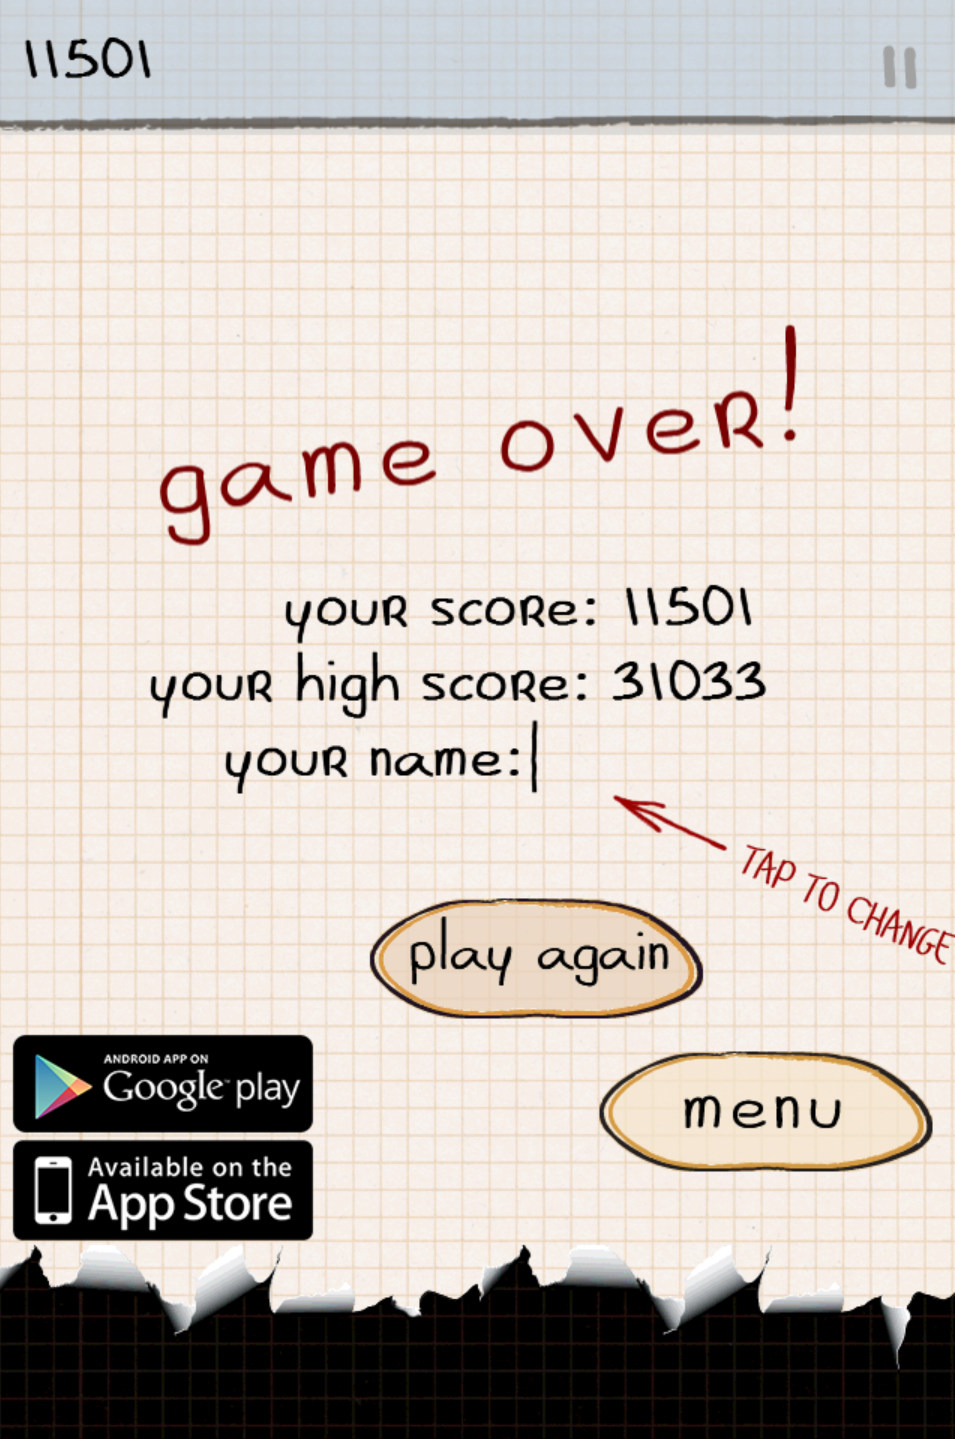 11501
game over!
your score: 11501
your high score: 31033
your name:
TAP TO CHANGE
play again
ANDROID APP ON
Google play
menu
Available on the
App Store